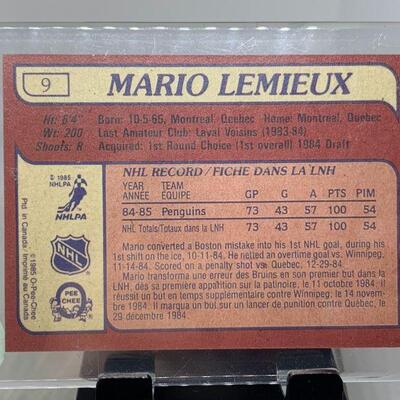 9
MARIO LEMIEUX
Ht: 6'4" Born: 10-5-65, Montreal, Quebec Home: Montreal, Quebec
Wt: 200 Last Amateur Club: Laval Voisins (1983-84)
Shoots: R Acquired: 1st Round Choice (1st overall) 1984 Draft
© 1985 NHLPA
NHLPA
NHL
O-PEE-CHEE
© 1985 O-Pee-Chee
Ptd. in Canada / Imprimé au Canada
NHL RECORD / FICHE DANS LA LNH
YEAR TEAM
ANNÉE ÉQUIPE GP G A PTS PIM
84-85 Penguins 73 43 57 100 54
NHL Totals/Totaux dans la LNH 73 43 57 100 54
Mario converted a Boston mistake into his 1st NHL goal, during his
1st shift on the ice, 10-11-84. He netted an overtime goal vs. Winnipeg,
11-14-84. Scored on a penalty shot vs. Quebec, 12-29-84.
Mario transforma une erreur des Bruins en son premier but dans la
LNH, dès sa première apparition sur la patinoire, le 11 octobre 1984. Il
réussit un but en temps supplémentaire contre Winnipeg, le 14 novem-
bre 1984. Il marqua sur un lancer de punition contre Québec, le
29 décembre 1984.